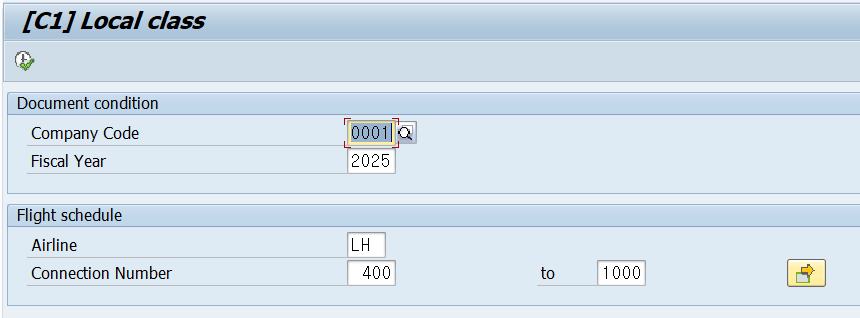 [C1] Local class
Document condition
Company Code 0001
Fiscal Year 2025
Flight schedule
Airline LH
Connection Number 400 to 1000